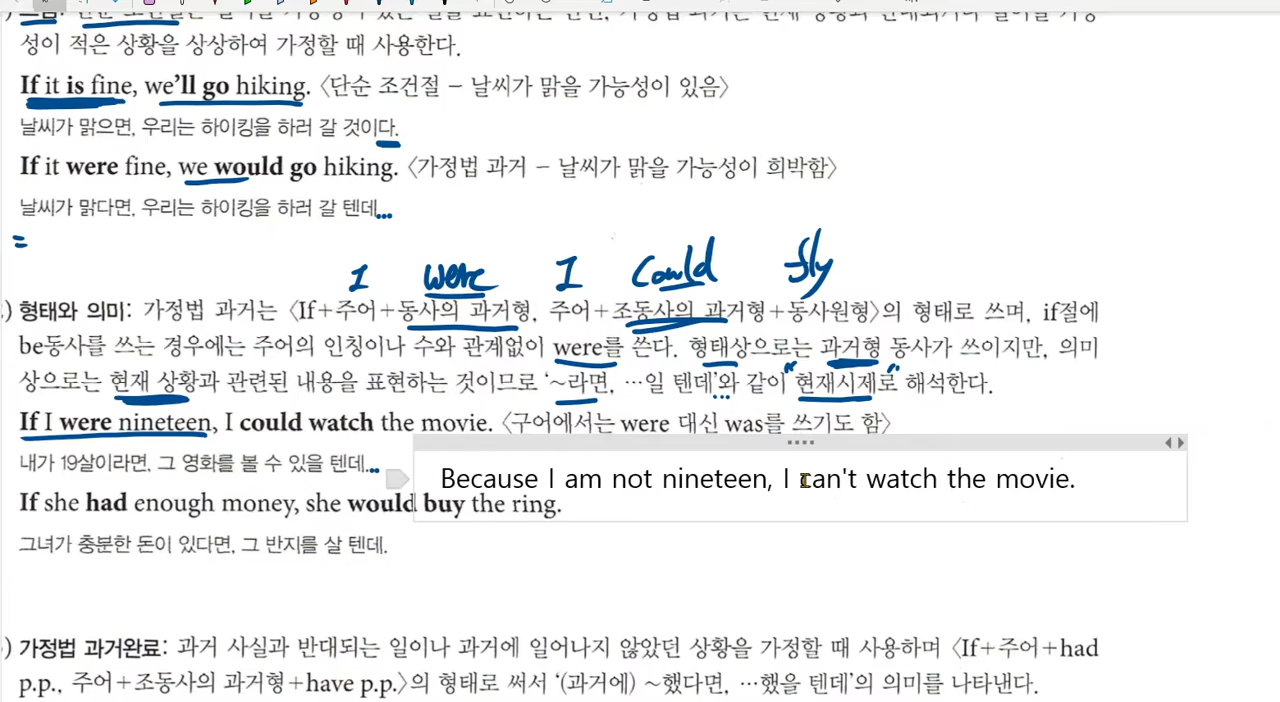 성이 적은 상황을 상상하여 가정할 때 사용한다.
If it is fine, we'll go hiking. 〈단순 조건절 – 날씨가 맑을 가능성이 있음〉
날씨가 맑으면, 우리는 하이킹을 하러 갈 것이다.
If it were fine, we would go hiking. 〈가정법 과거 – 날씨가 맑을 가능성이 희박함〉
날씨가 맑다면, 우리는 하이킹을 하러 갈 텐데...
=
I were I could fly
.) 형태와 의미: 가정법 과거는 〈If+주어+동사의 과거형, 주어+조동사의 과거형+동사원형〉의 형태로 쓰며, if절에
be동사를 쓰는 경우에는 주어의 인칭이나 수와 관계없이 were를 쓴다. 형태상으로는 과거형 동사가 쓰이지만, 의미
상으로는 현재 상황과 관련된 내용을 표현하는 것이므로 '~라면, …일 텐데'와 같이 "현재시제"로 해석한다.
If I were nineteen, I could watch the movie. 〈구어에서는 were 대신 was를 쓰기도 함〉
내가 19살이라면, 그 영화를 볼 수 있을 텐데...
Because I am not nineteen, I can't watch the movie.
If she had enough money, she would buy the ring.
그녀가 충분한 돈이 있다면, 그 반지를 살 텐데.
) 가정법 과거완료: 과거 사실과 반대되는 일이나 과거에 일어나지 않았던 상황을 가정할 때 사용하며 〈If+주어+had
p.p., 주어+조동사의 과거형+have p.p.〉의 형태로 써서 '(과거에) ~했다면, …했을 텐데'의 의미를 나타낸다.